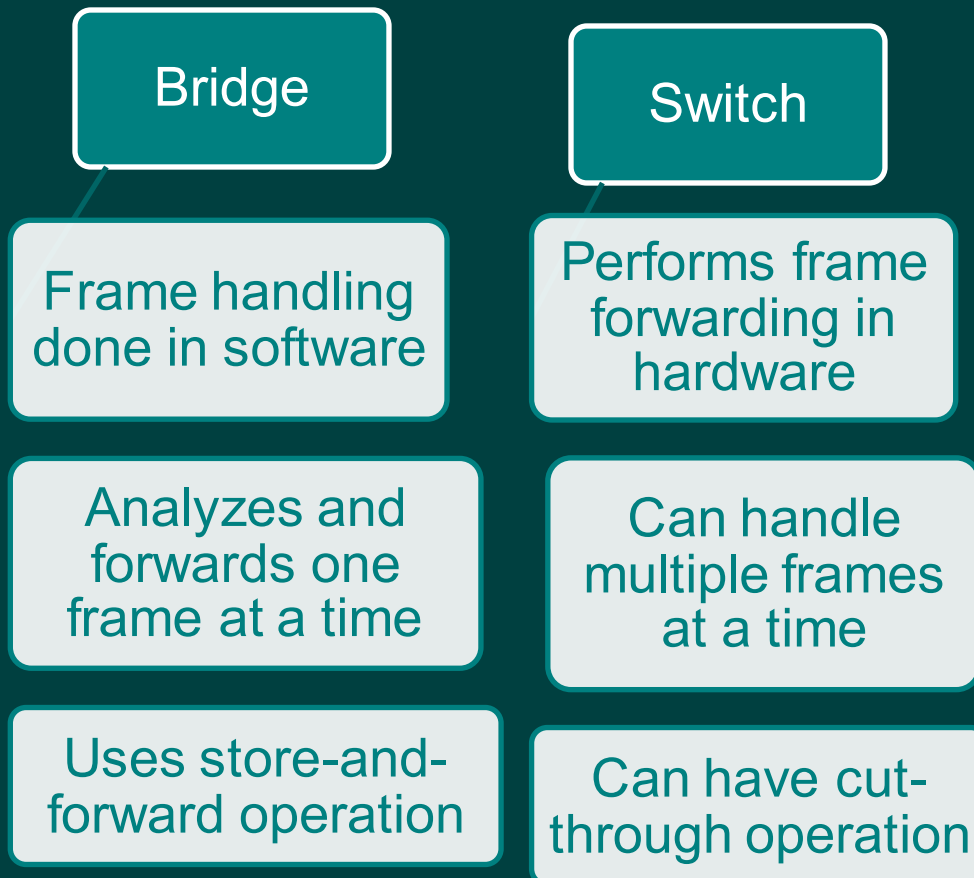 Bridge
Frame handling
done in software
Analyzes and
forwards one
frame at a time
Uses store-and-
forward operation
Switch
Performs frame
forwarding in
hardware
Can handle
multiple frames
at a time
Can have cut-
through operation